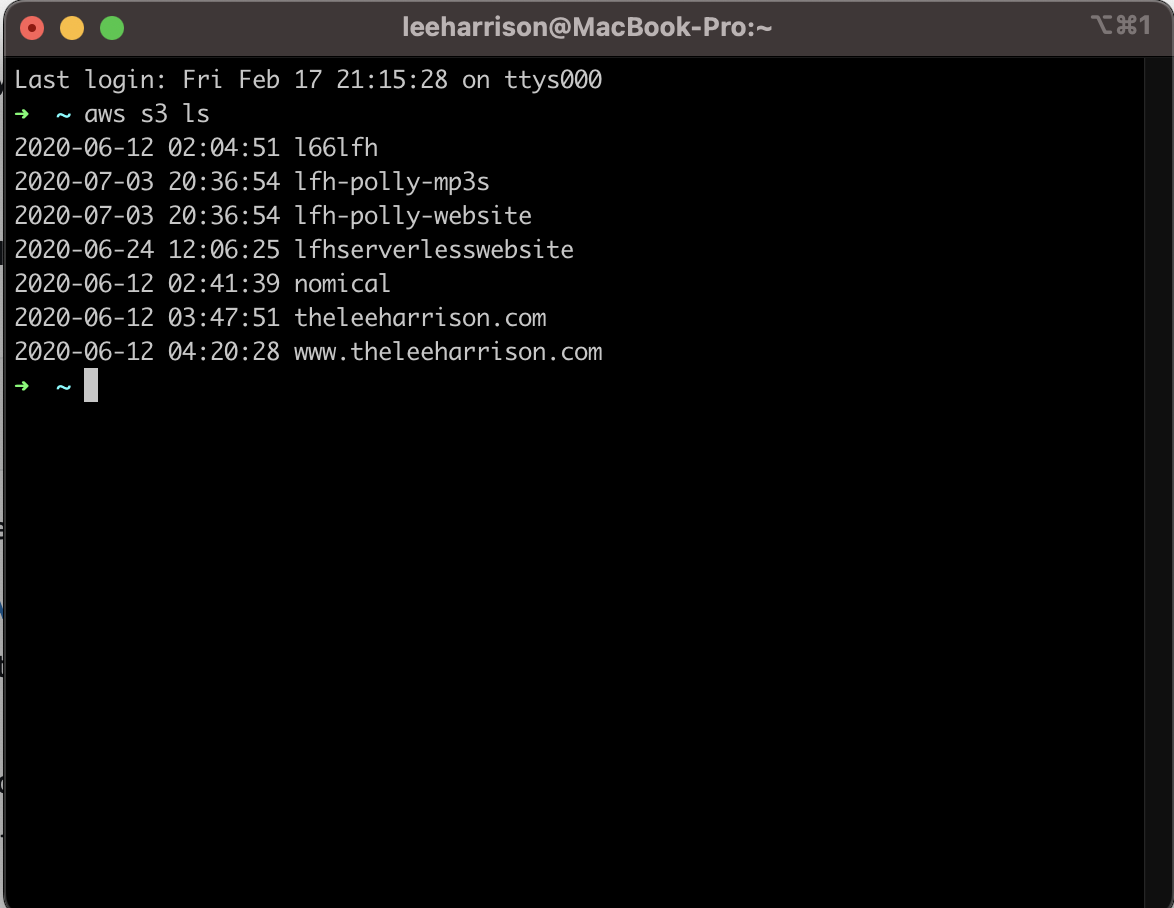 leeharrison@MacBook-Pro:~ ⌥⌘1
Last login: Fri Feb 17 21:15:28 on ttys000
➜  ~ aws s3 ls
2020-06-12 02:04:51 l66lfh
2020-07-03 20:36:54 lfh-polly-mp3s
2020-07-03 20:36:54 lfh-polly-website
2020-06-24 12:06:25 lfhserverlesswebsite
2020-06-12 02:41:39 nomical
2020-06-12 03:47:51 theleeharrison.com
2020-06-12 04:20:28 www.theleeharrison.com
➜  ~